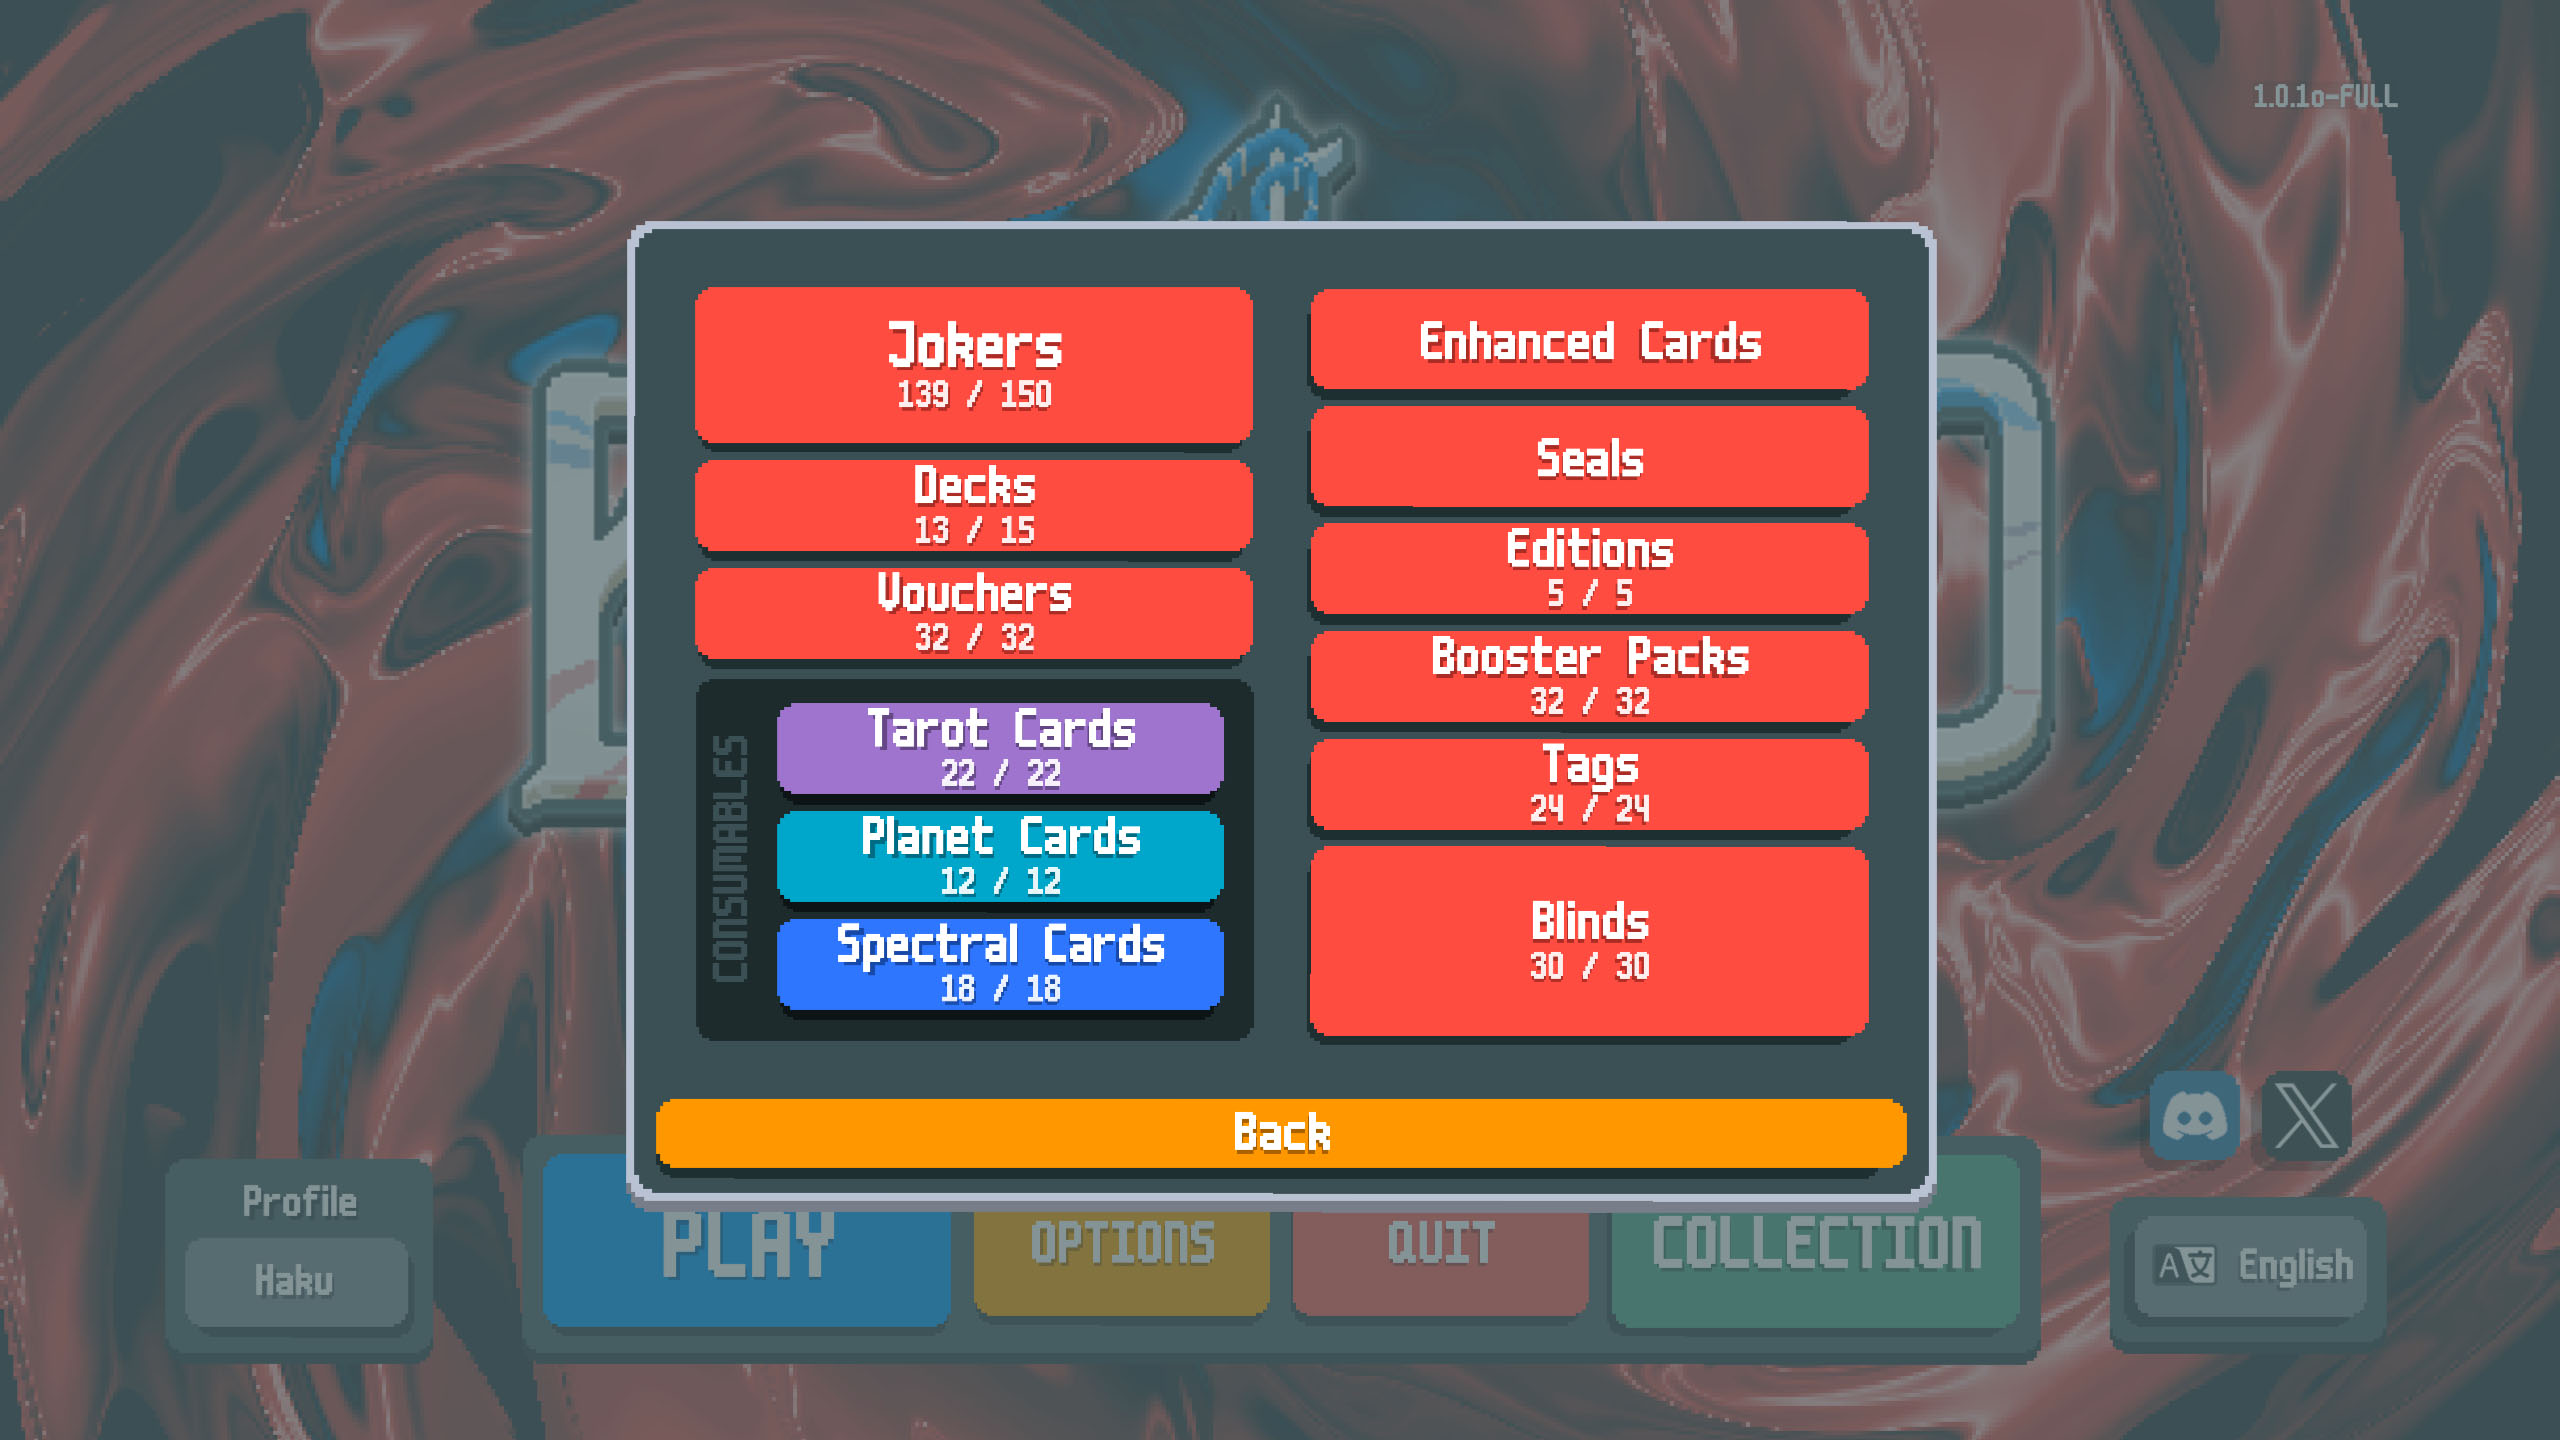 1.0.1o-FULL
Jokers
139 / 150
Decks
13 / 15
Vouchers
32 / 32
CONSUMABLES
Tarot Cards
22 / 22
Planet Cards
12 / 12
Spectral Cards
18 / 18
Enhanced Cards
Seals
Editions
5 / 5
Booster Packs
32 / 32
Tags
24 / 24
Blinds
30 / 30
Back
Profile
Haku
PLAY
OPTIONS
QUIT
COLLECTION
A文 English